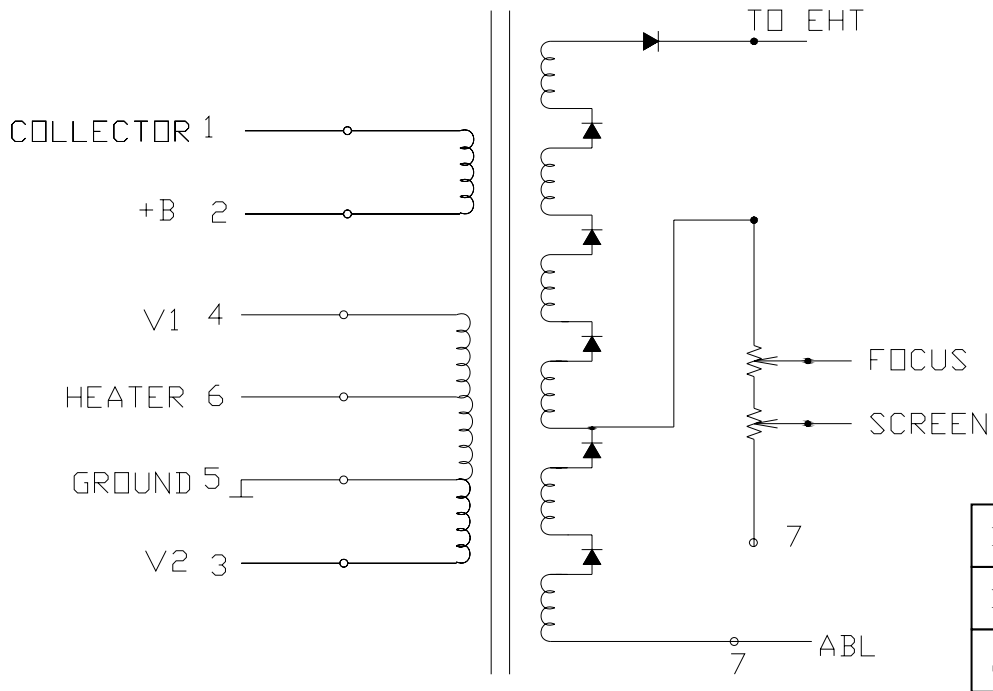 TO EHT
COLLECTOR 1
+B 2
V1 4
HEATER 6
GROUND 5
V2 3
FOCUS
SCREEN
7
ABL
7